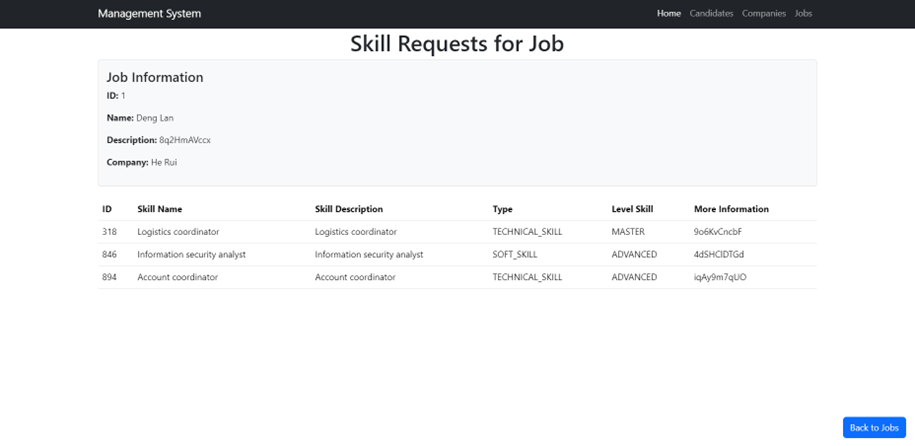 Management System Home Candidates Companies Jobs
Skill Requests for Job
Job Information
ID: 1
Name: Deng Lan
Description: 8q2HmAVccx
Company: He Rui
ID Skill Name Skill Description Type Level Skill More Information
318 Logistics coordinator Logistics coordinator TECHNICAL_SKILL MASTER 9o6KvCncbF
846 Information security analyst Information security analyst SOFT_SKILL ADVANCED 4dSHClDTGd
894 Account coordinator Account coordinator TECHNICAL_SKILL ADVANCED iqAy9m7qUO
Back to Jobs